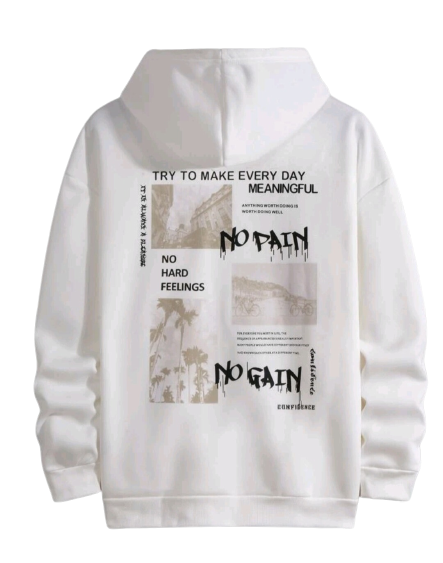 TRY TO MAKE EVERY DAY
MEANINGFUL
IT IS ALWAYS A PLEASURE
ANYTHING WORTH DOING IS
WORTH DOING WELL
NO PAIN
NO
HARD
FEELINGS
NO GAIN
confidence
CONFIDENCE